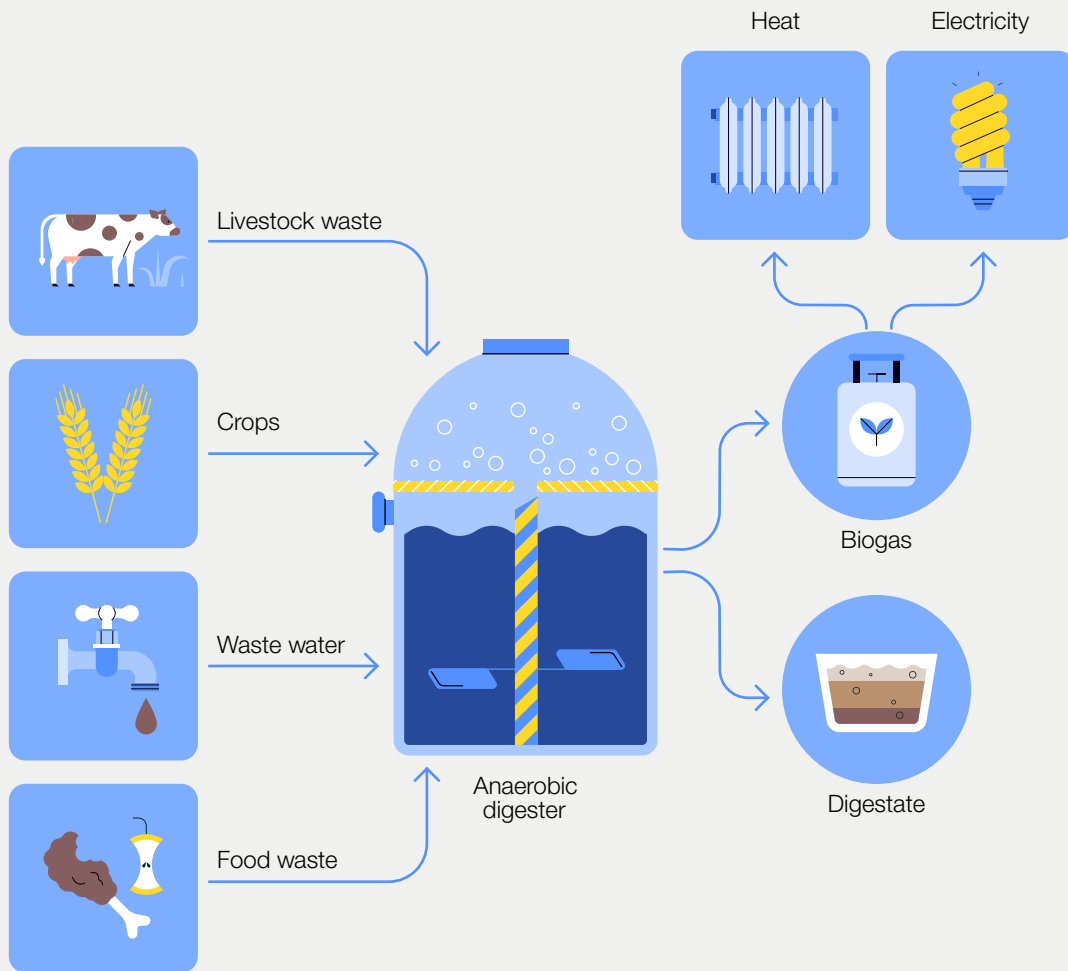 Heat
Electricity
Livestock waste
Crops
Waste water
Food waste
Anaerobic
digester
Biogas
Digestate